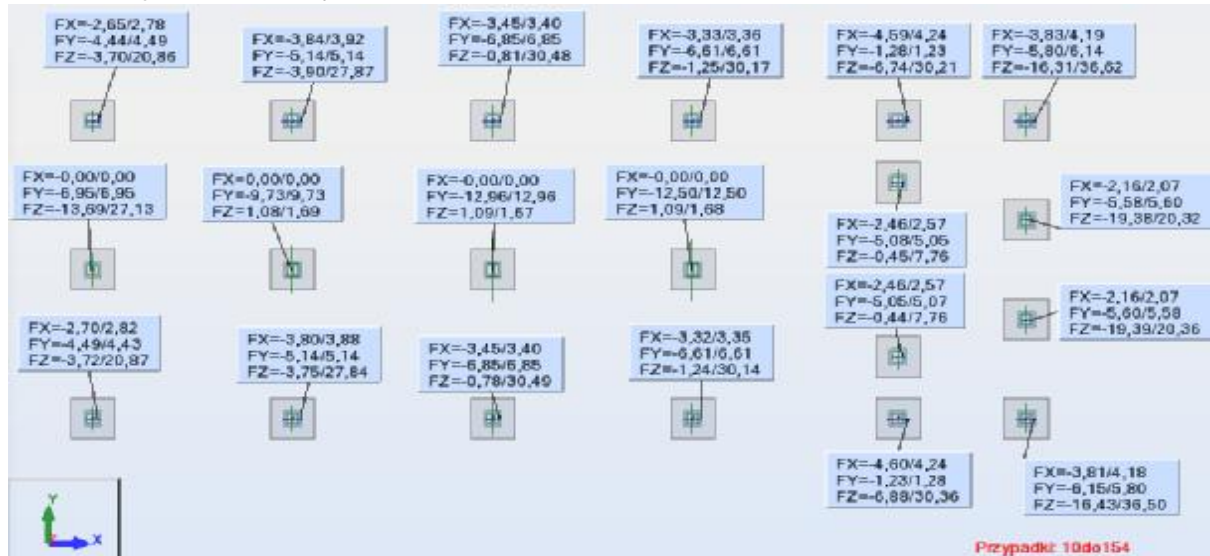 FX=-2,65/2,78
FY=-4,44/4,49
FZ=-3,70/20,86
FX=-3,84/3,92
FY=-5,14/5,14
FZ=-3,90/27,87
FX=-3,45/3,40
FY=-6,85/6,85
FZ=-0,81/30,48
FX=-3,33/3,36
FY=-6,61/6,61
FZ=-1,25/30,17
FX=-4,59/4,24
FY=-1,28/1,23
FZ=-6,74/30,21
FX=-3,83/4,19
FY=-5,80/6,14
FZ=-16,31/36,62
FX=-0,00/0,00
FY=-6,95/6,95
FZ=-13,69/27,13
FX=0,00/0,00
FY=-9,73/9,73
FZ=1,08/1,69
FX=-0,00/0,00
FY=-12,96/12,96
FZ=1,09/1,67
FX=-0,00/0,00
FY=-12,50/12,50
FZ=1,09/1,68
FX=-2,46/2,57
FY=-5,08/5,05
FZ=-0,45/7,76
FX=-2,16/2,07
FY=-5,58/5,60
FZ=-19,38/20,32
FX=-2,46/2,57
FY=-5,05/5,07
FZ=-0,44/7,76
FX=-2,16/2,07
FY=-5,60/5,58
FZ=-19,39/20,36
FX=-2,70/2,82
FY=-4,49/4,43
FZ=-3,72/20,87
FX=-3,80/3,88
FY=-5,14/5,14
FZ=-3,75/27,84
FX=-3,45/3,40
FY=-6,85/6,85
FZ=-0,78/30,49
FX=-3,32/3,35
FY=-6,61/6,61
FZ=-1,24/30,14
FX=-4,60/4,24
FY=-1,23/1,28
FZ=-6,88/30,36
FX=-3,81/4,18
FY=-6,15/5,80
FZ=-16,43/36,50
Y
X
Przypadki: 10do154